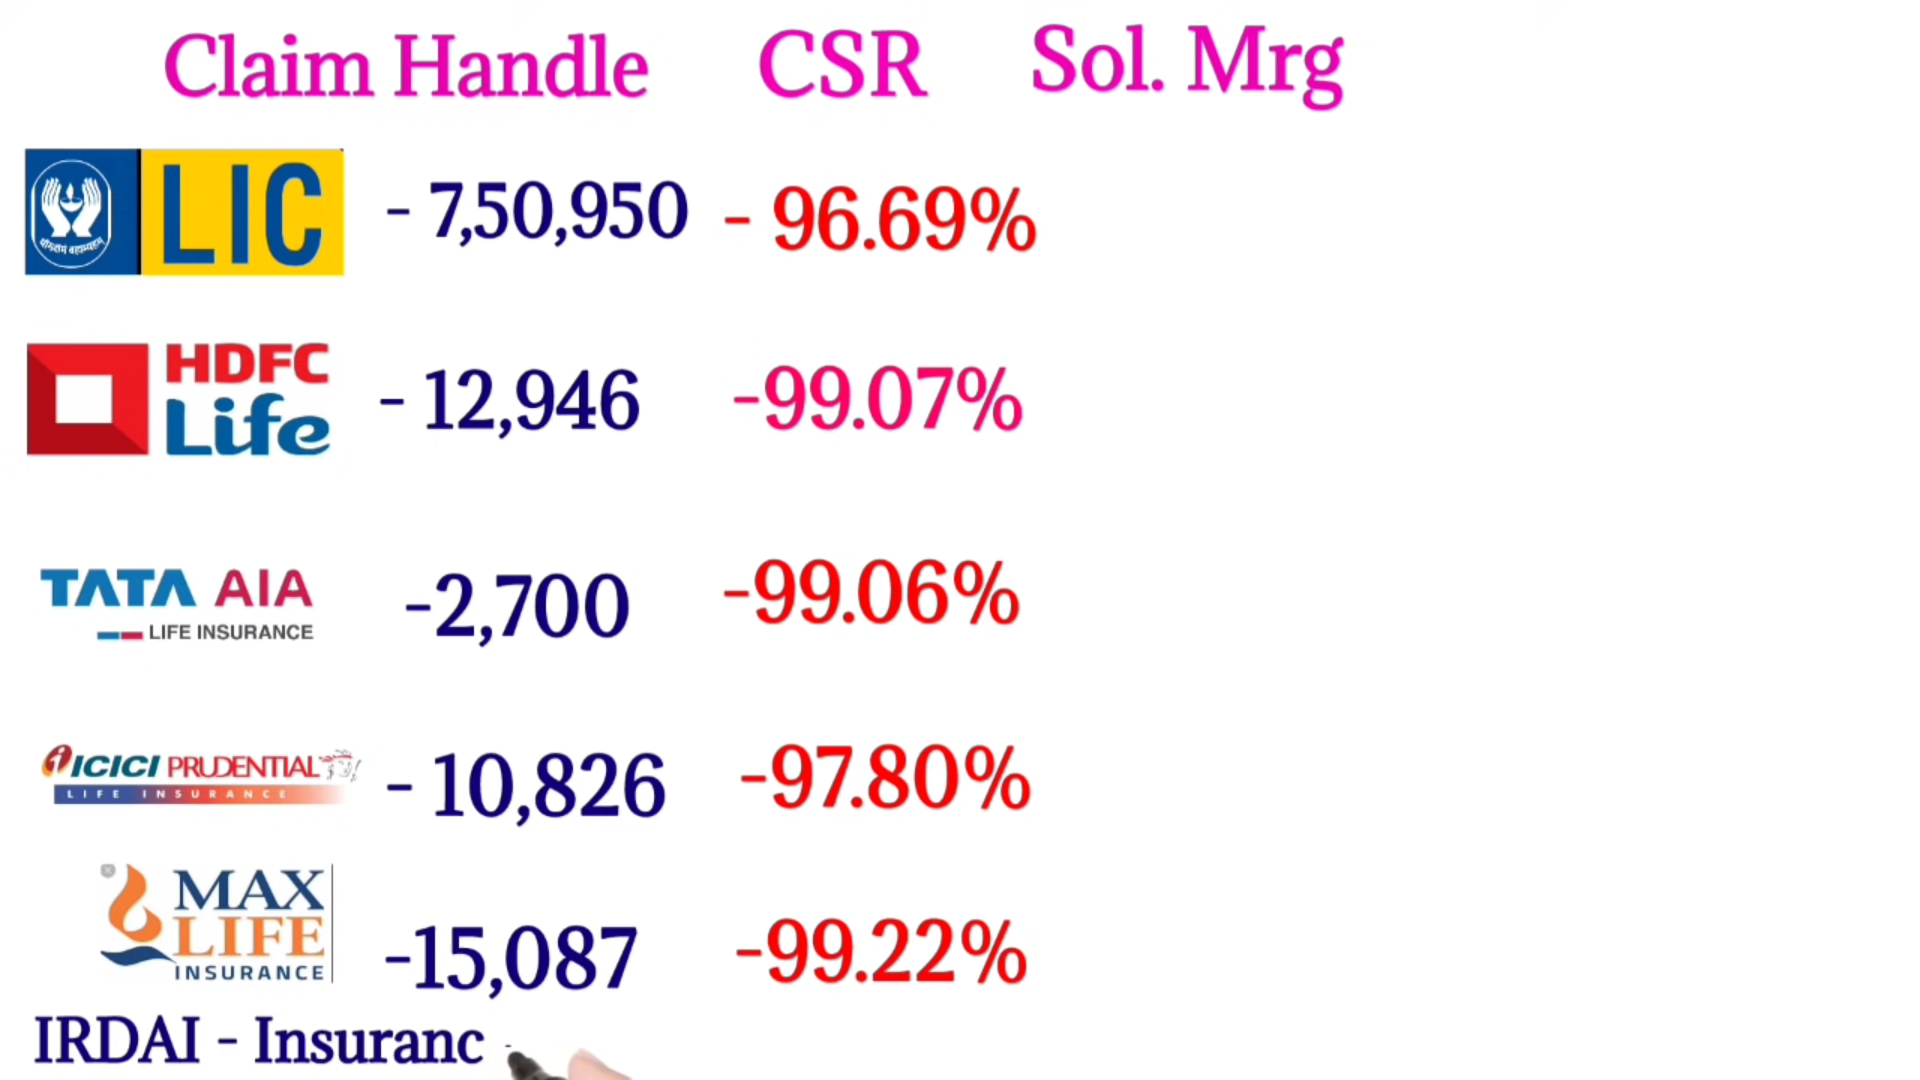 Claim Handle CSR Sol. Mrg
LIC - 7,50,950 - 96.69%
HDFC
Life - 12,946 -99.07%
TATA AIA
LIFE INSURANCE -2,700 -99.06%
ICICI PRUDENTIAL
LIFE INSURANCE - 10,826 -97.80%
MAX
LIFE
INSURANCE -15,087 -99.22%
IRDAI - Insuranc